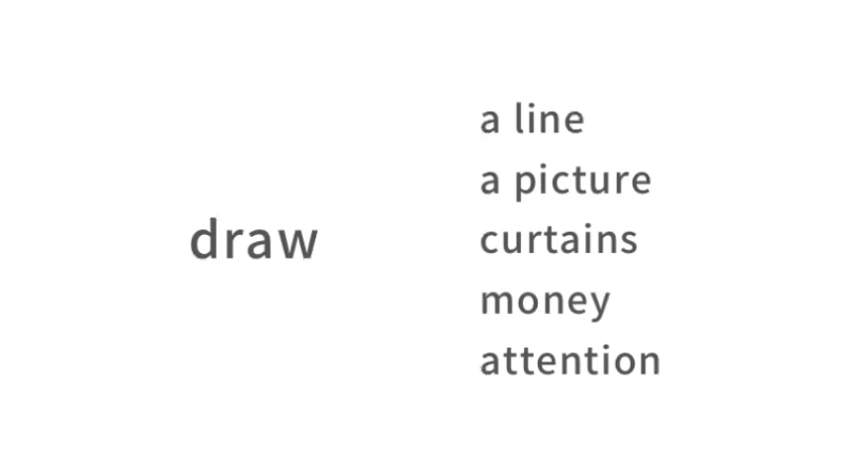 draw
a line
a picture
curtains
money
attention